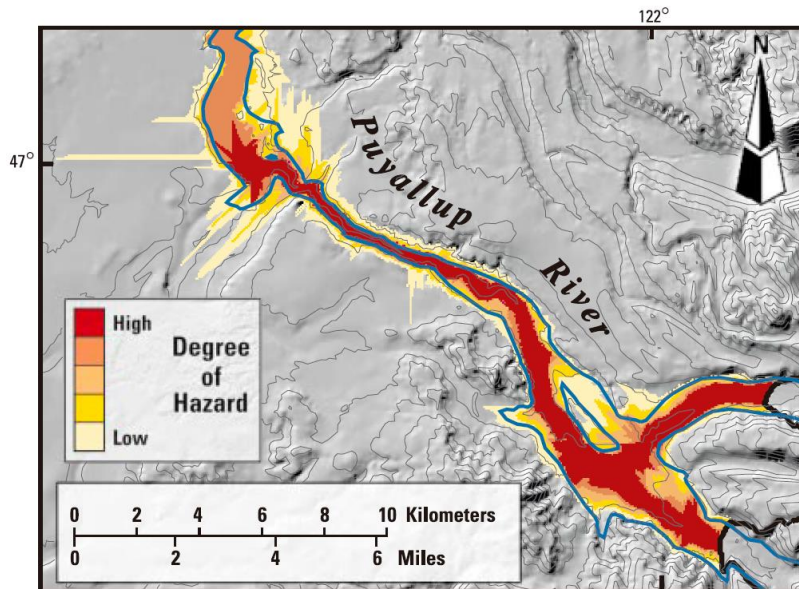 122°
N
47°
Puyallup
River
High
Degree
of
Hazard
Low
0 2 4 6 8 10 Kilometers
0 2 4 6 Miles